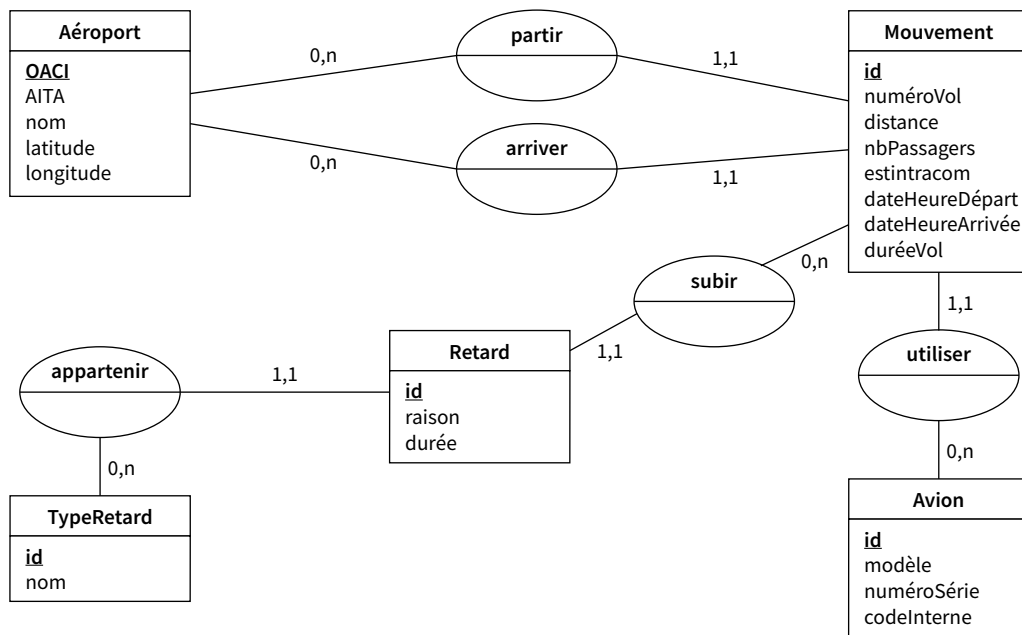 Aéroport
OACI
AITA
nom
latitude
longitude
0,n
partir
1,1
0,n
arriver
1,1
Mouvement
id
numéroVol
distance
nbPassagers
estintracom
dateHeureDépart
dateHeureArrivée
duréeVol
0,n
subir
1,1
1,1
utiliser
0,n
Retard
id
raison
durée
1,1
appartenir
0,n
TypeRetard
id
nom
Avion
id
modèle
numéroSérie
codeInterne